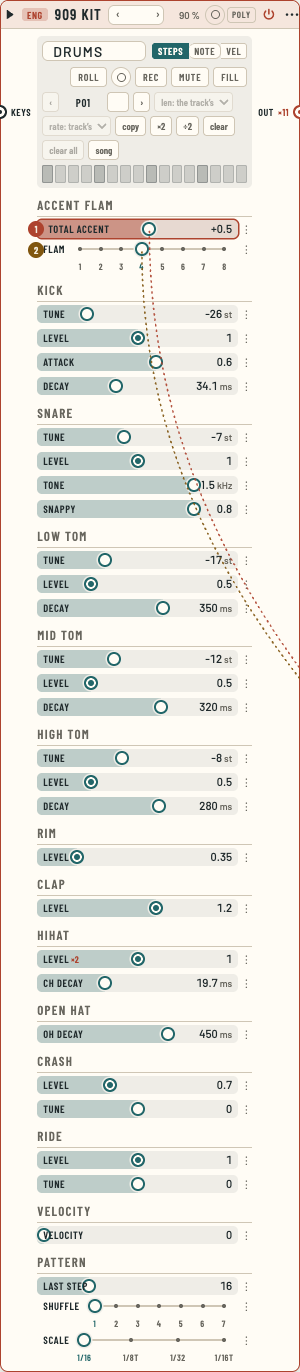 ENG 909 KIT ‹ › 90 % POLY ...
DRUMS STEPS NOTE VEL
ROLL REC MUTE FILL
‹ P01 › len: the track's
KEYS OUT ×11
rate: track's copy ×2 ÷2 clear
clear all song
ACCENT FLAM
1 TOTAL ACCENT +0.5
2 FLAM
1 2 3 4 5 6 7 8
KICK
TUNE -26 st
LEVEL 1
ATTACK 0.6
DECAY 34.1 ms
SNARE
TUNE -7 st
LEVEL 1
TONE 1.5 kHz
SNAPPY 0.8
LOW TOM
TUNE -17 st
LEVEL 0.5
DECAY 350 ms
MID TOM
TUNE -12 st
LEVEL 0.5
DECAY 320 ms
HIGH TOM
TUNE -8 st
LEVEL 0.5
DECAY 280 ms
RIM
LEVEL 0.35
CLAP
LEVEL 1.2
HIHAT
LEVEL ×2 1
CH DECAY 19.7 ms
OPEN HAT
OH DECAY 450 ms
CRASH
LEVEL 0.7
TUNE 0
RIDE
LEVEL 1
TUNE 0
VELOCITY
VELOCITY 0
PATTERN
LAST STEP 16
SHUFFLE
1 2 3 4 5 6 7
SCALE
1/16 1/8T 1/32 1/16T